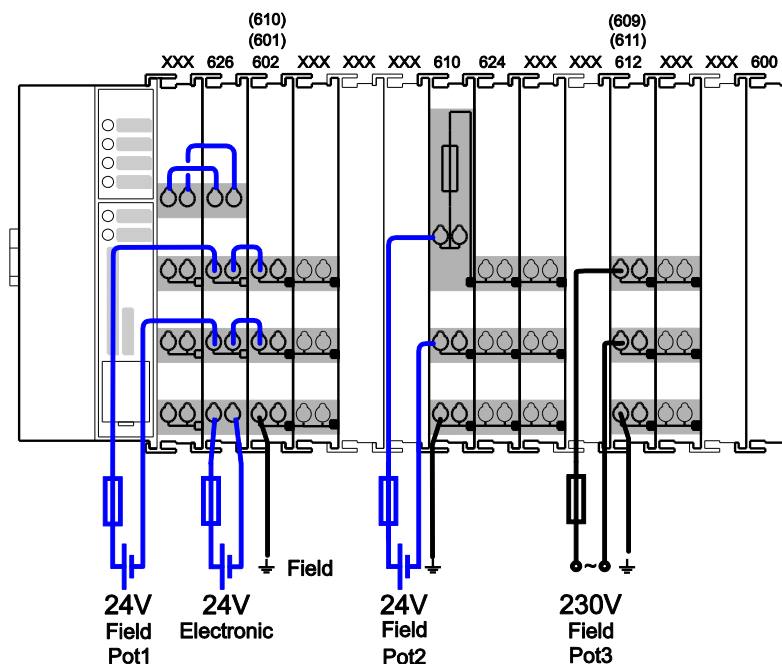 (610)
(601)
(609)
(611)
XXX 626 602 XXX XXX XXX 610 624 XXX XXX 612 XXX XXX 600
Field
24V
Field
Pot1
24V
Electronic
24V
Field
Pot2
230V
Field
Pot3